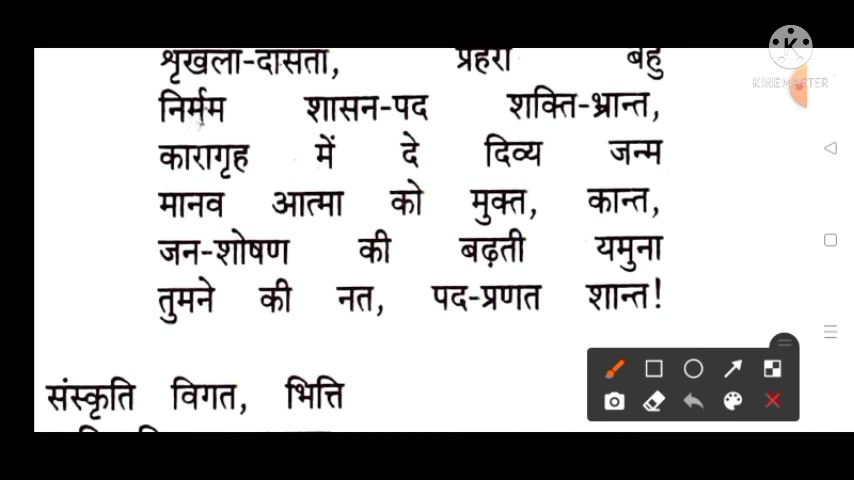 शृंखला-दासता, प्रहरी बहु
निर्मम शासन-पद शक्ति-भ्रान्त,
कारागृह में दे दिव्य जन्म
मानव आत्मा को मुक्त, कान्त,
जन-शोषण की बढ़ती यमुना
तुमने की नत, पद-प्रणत शान्त!
संस्कृति विगत, भित्ति
KINEMASTER